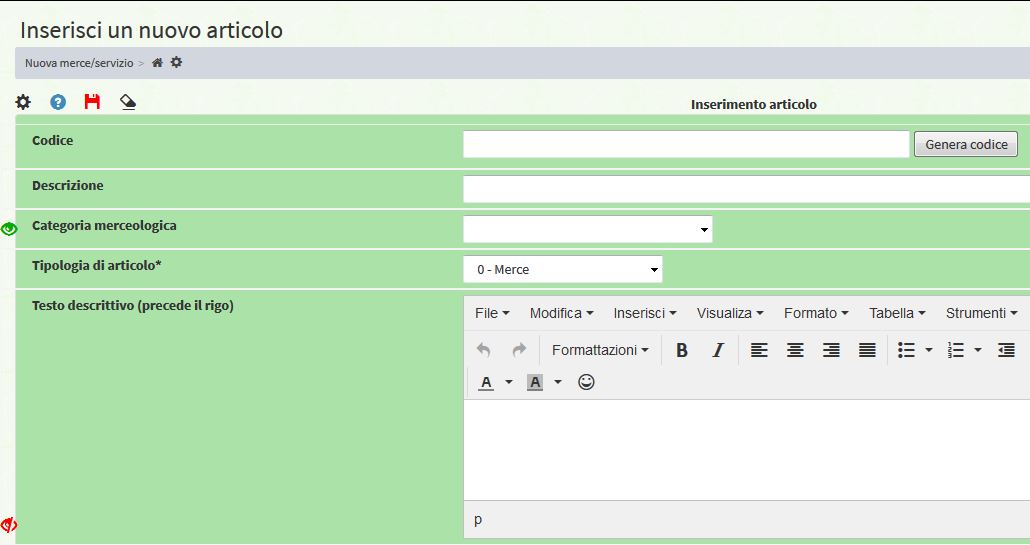 Inserisci un nuovo articolo
Nuova merce/servizio >
Inserimento articolo
Codice Genera codice
Descrizione
Categoria merceologica
Tipologia di articolo* 0 - Merce
Testo descrittivo (precede il rigo)
File Modifica Inserisci Visualizza Formato Tabella Strumenti
Formattazioni B I
A A
p